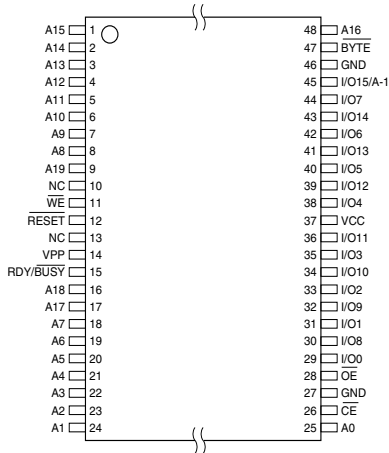 A15 1 48 A16
A14 2 47 BYTE
A13 3 46 GND
A12 4 45 I/O15/A-1
A11 5 44 I/O7
A10 6 43 I/O14
A9 7 42 I/O6
A8 8 41 I/O13
A19 9 40 I/O5
NC 10 39 I/O12
WE 11 38 I/O4
RESET 12 37 VCC
NC 13 36 I/O11
VPP 14 35 I/O3
RDY/BUSY 15 34 I/O10
A18 16 33 I/O2
A17 17 32 I/O9
A7 18 31 I/O1
A6 19 30 I/O8
A5 20 29 I/O0
A4 21 28 OE
A3 22 27 GND
A2 23 26 CE
A1 24 25 A0